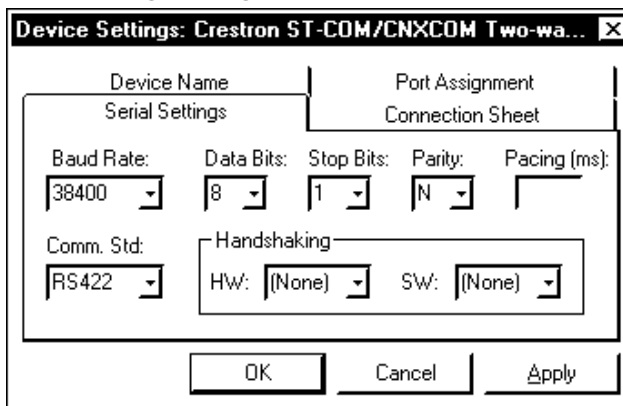 Device Settings: Crestron ST-COM/CNXCOM Two-wa...
Device Name Port Assignment
Serial Settings Connection Sheet
Baud Rate: Data Bits: Stop Bits: Parity: Pacing (ms):
38400 8 1 N
Comm. Std: Handshaking
RS422 HW: (None) SW: (None)
OK Cancel Apply